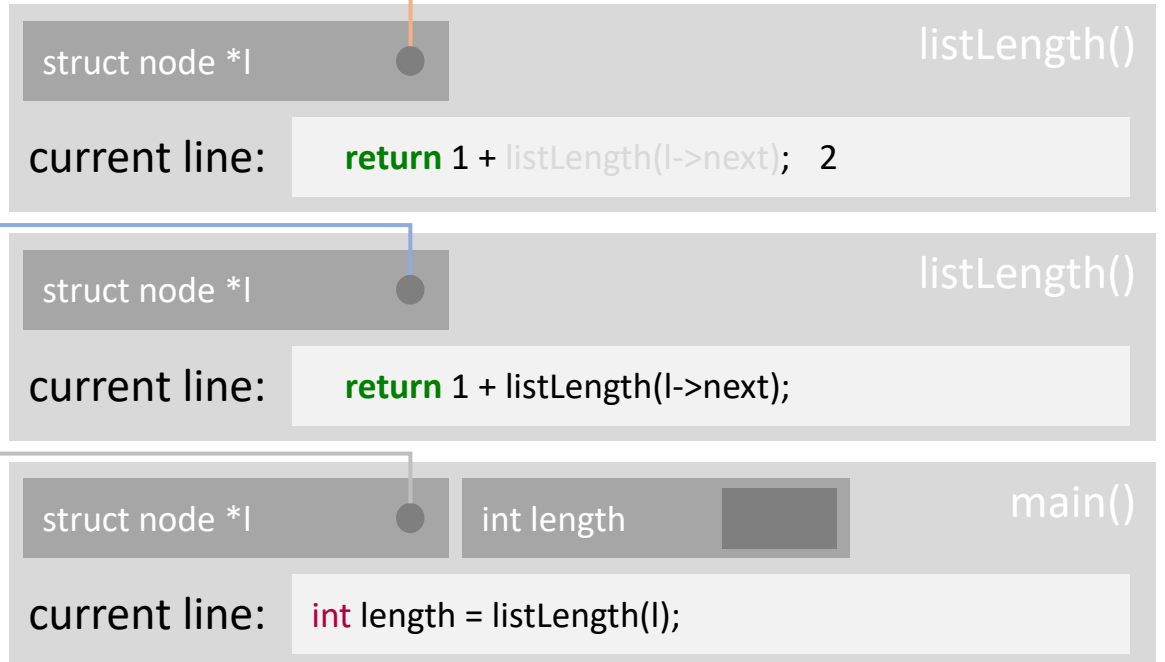 struct node *l
listLength()
current line:
return 1 + listLength(l->next); 2
struct node *l
listLength()
current line:
return 1 + listLength(l->next);
struct node *l
int length
main()
current line:
int length = listLength(l);